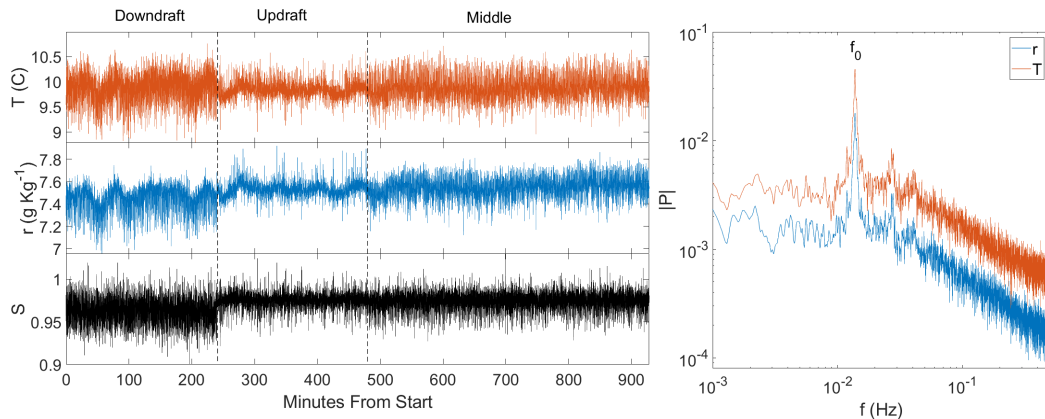 Downdraft Updraft Middle
10.5
10
9.5
9
T (C)
7.8
7.6
7.4
7.2
7
r (g Kg⁻¹)
1
0.95
0.9
S
0 100 200 300 400 500 600 700 800 900
Minutes From Start
10⁻¹
10⁻²
10⁻³
10⁻⁴
|P|
f₀
r
T
10⁻³ 10⁻² 10⁻¹
f (Hz)